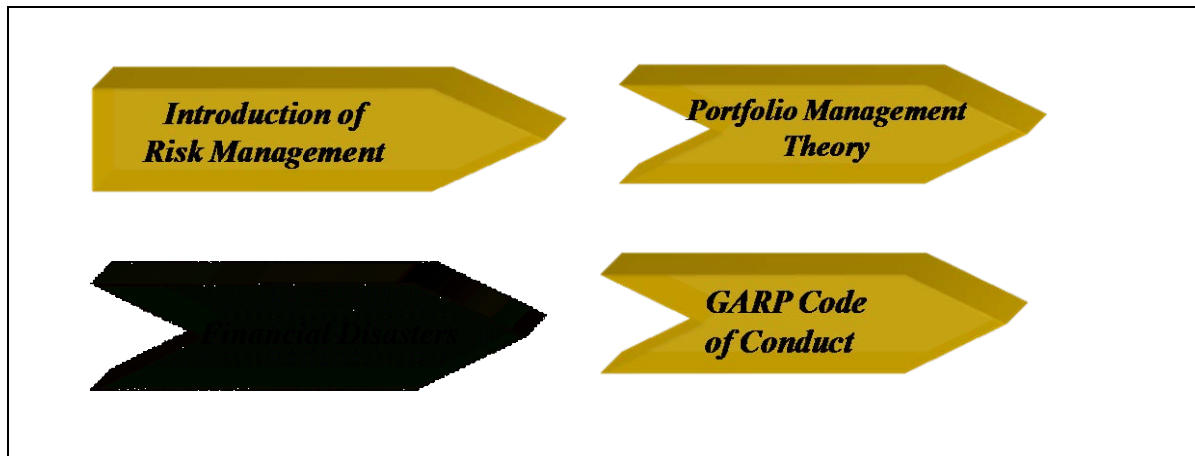 Introduction of
Risk Management
Portfolio Management
Theory
Financial Disasters
GARP Code
of Conduct